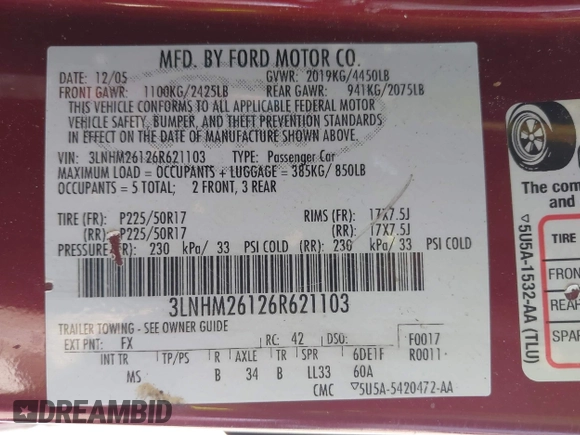 MFD. BY FORD MOTOR CO.
DATE: 12/05 GVWR: 2019KG/4450LB
FRONT GAWR: 1100KG/2425LB REAR GAWR: 941KG/2075LB
THIS VEHICLE CONFORMS TO ALL APPLICABLE FEDERAL MOTOR
VEHICLE SAFETY, BUMPER, AND THEFT PREVENTION STANDARDS
IN EFFECT ON THE DATE OF MANUFACTURE SHOWN ABOVE.
VIN: 3LNHM26126R621103 TYPE: Passenger Car
MAXIMUM LOAD = OCCUPANTS + LUGGAGE = 385KG/ 850LB
OCCUPANTS = 5 TOTAL; 2 FRONT, 3 REAR
TIRE (FR): P225/50R17 RIMS (FR): 17X7.5J
(RR): P225/50R17 (RR): 17X7.5J
PRESSURE (FR): 230 kPa/ 33 PSI COLD (RR): 230 kPa/ 33 PSI COLD
3LNHM26126R621103
TRAILER TOWING - SEE OWNER GUIDE
EXT PNT: FX RC: 42 DSO: F0017
INT TR TP/PS R AXLE TR SPR 6DE1F R0011
MS B 34 B LL33 60A
CMC ▽5U5A-5420472-AA
The com
and
▽5U5A-1532-AA (TLU)
TIRE
FRON
REAR
SPAR
DREAMBID